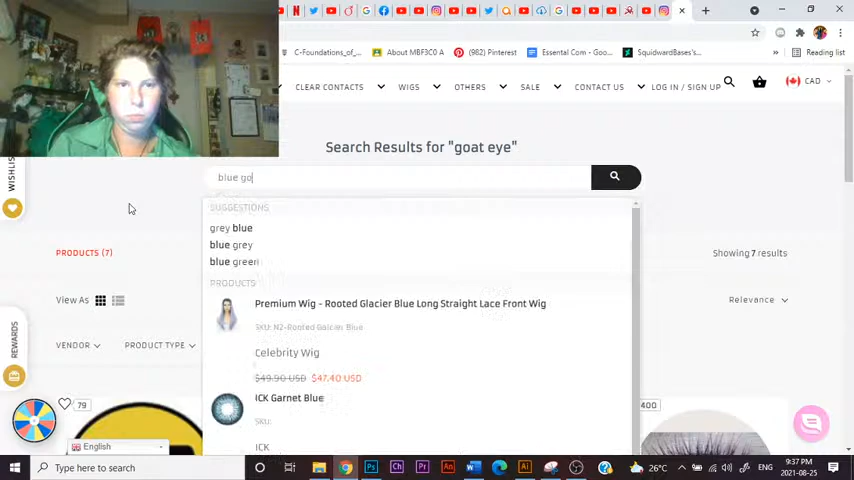 C-Foundations_of_...
About MBF3C0 A
(982) Pinterest
Essental Com - Goo...
SquidwardBases's...
»
Reading list
CLEAR CONTACTS
WIGS
OTHERS
SALE
CONTACT US
LOG IN / SIGN UP
CAD
WISHLIST
Search Results for "goat eye"
blue go
SUGGESTIONS
grey blue
blue grey
blue green
PRODUCTS (7)
Showing 7 results
PRODUCTS
View As
Relevance
Premium Wig - Rooted Glacier Blue Long Straight Lace Front Wig
SKU: N2-Rooted Galcier Blue
REWARDS
VENDOR
PRODUCT TYPE
Celebrity Wig
$49.90 USD $47.40 USD
ICK Garnet Blue
79
400
SKU:
English
ICK
Type here to search
26°C
ENG
9:37 PM
2021-08-25